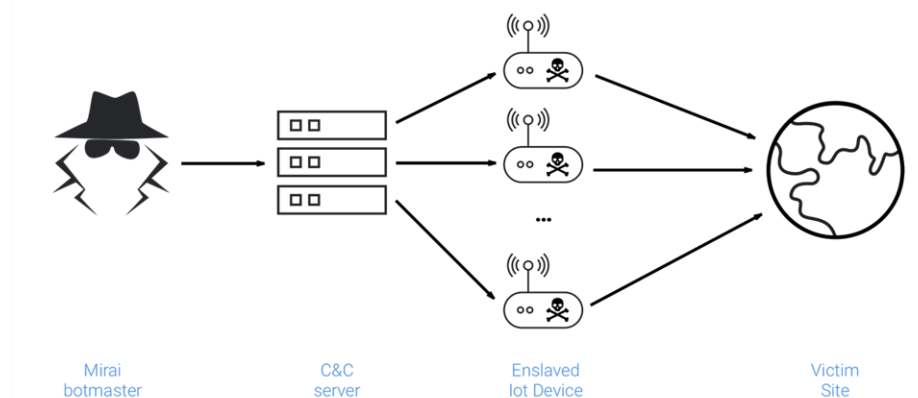 ...
Mirai
botmaster
C&C
server
Enslaved
Iot Device
Victim
Site